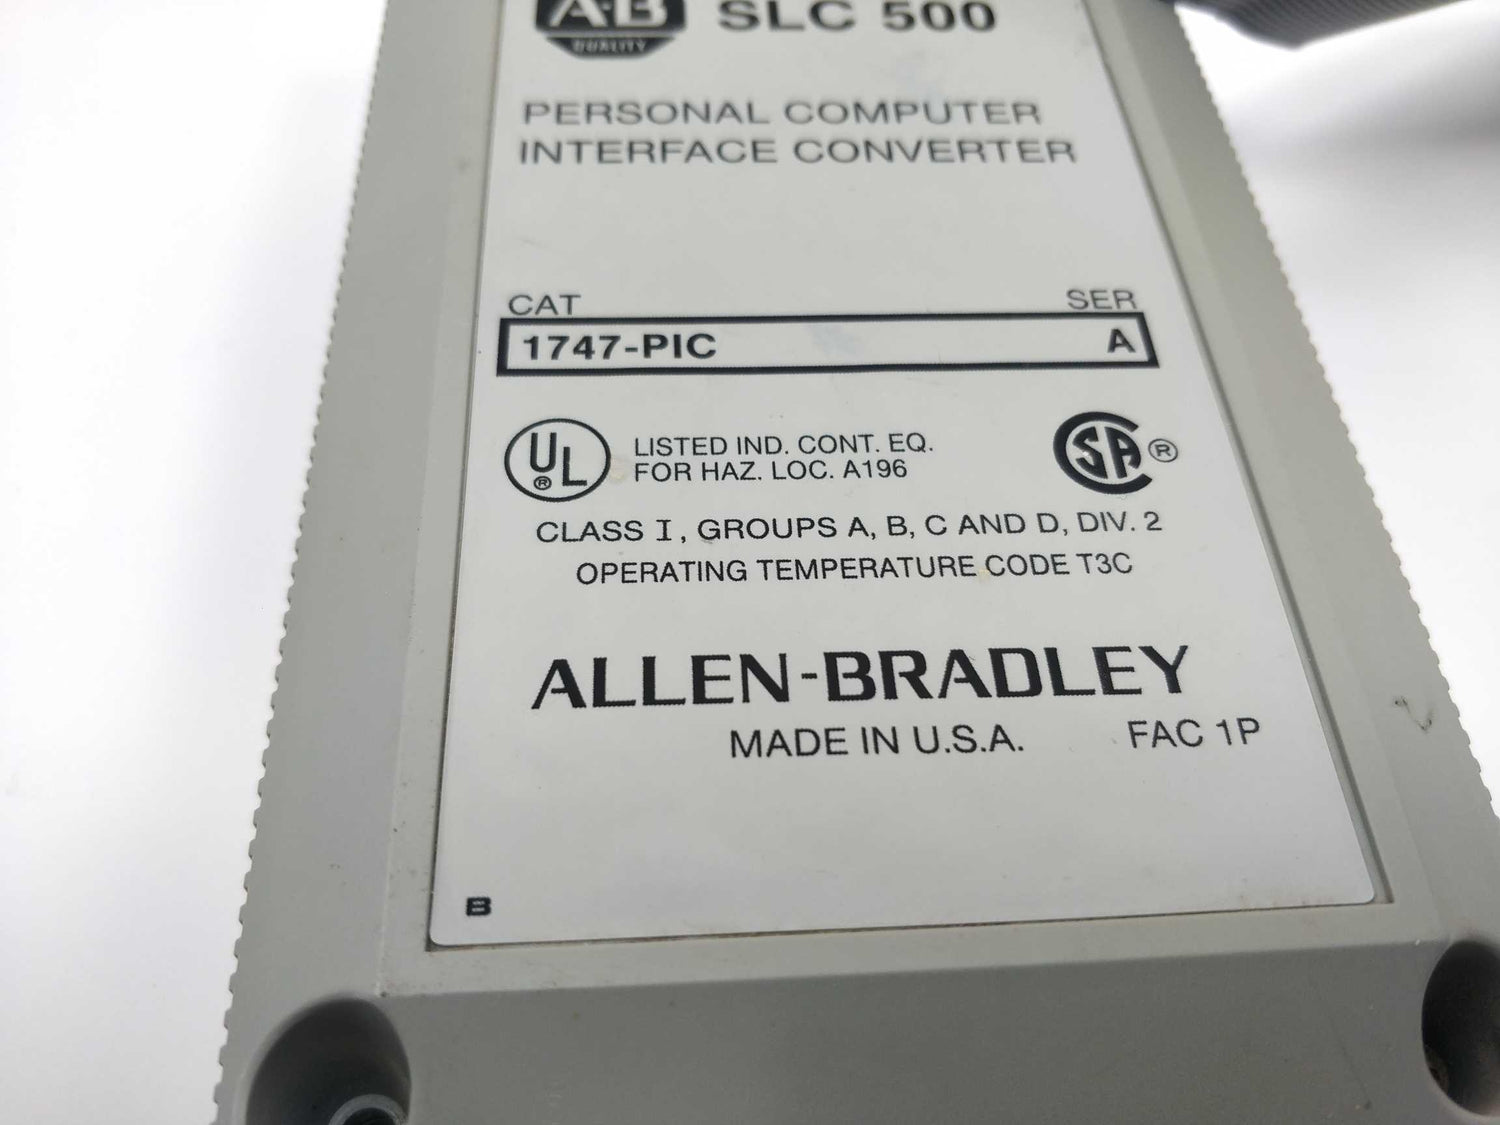 A-B SLC 500
QUALITY
PERSONAL COMPUTER
INTERFACE CONVERTER
CAT SER
1747-PIC A
UL® LISTED IND. CONT. EQ.
FOR HAZ. LOC. A196
SA®
CLASS I, GROUPS A, B, C AND D, DIV. 2
OPERATING TEMPERATURE CODE T3C
ALLEN-BRADLEY
MADE IN U.S.A. FAC 1P
B